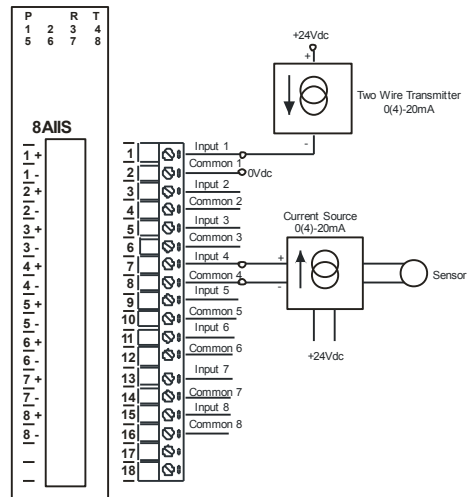 P R T
1 2 3 4
5 6 7 8
8AIIS
1 +
1 -
2 +
2 -
3 +
3 -
4 +
4 -
5 +
5 -
6 +
6 -
7 +
7 -
8 +
8 -
1 Input 1
2 Common 1 0Vdc
3 Input 2
4 Common 2
5 Input 3
6 Common 3
7 Input 4
8 Common 4
9 Input 5
10 Common 5
11 Input 6
12 Common 6
13 Input 7
14 Common 7
15 Input 8
16 Common 8
17
18
+24Vdc
+
Two Wire Transmitter
0(4)-20mA
-
Current Source
0(4)-20mA
+
-
Sensor
+24Vdc